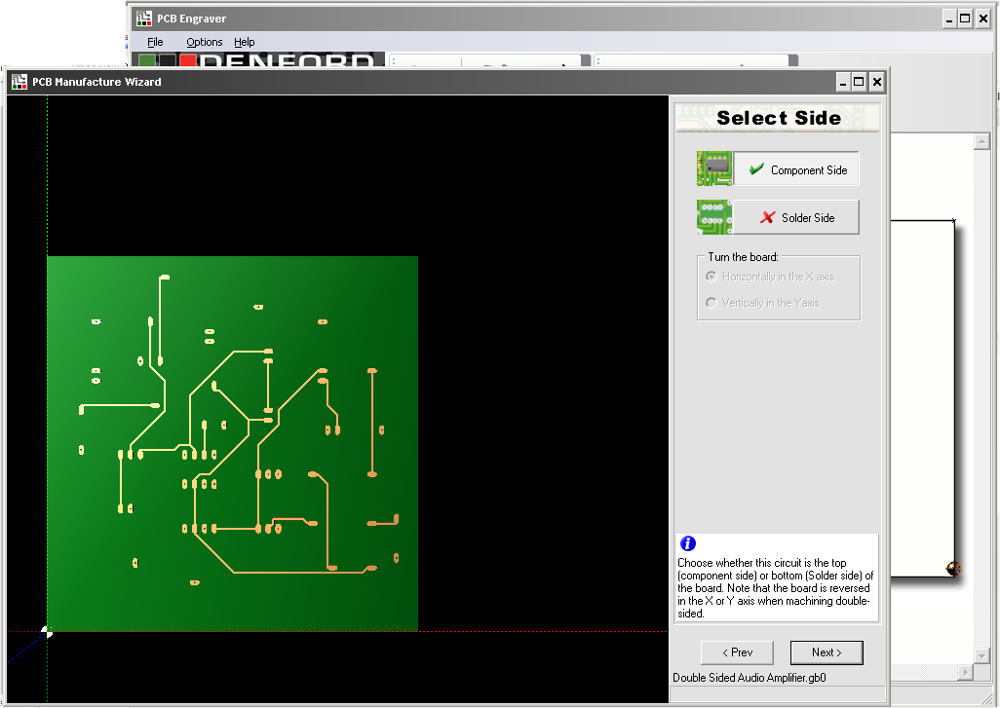 PCB Engraver
File Options Help
DENFORD
PCB Manufacture Wizard
Select Side
Component Side
Solder Side
Turn the board:
Horizontally in the X axis
Vertically in the Yaxis
Choose whether this circuit is the top
(component side) or bottom (Solder side) of
the board. Note that the board is reversed
in the X or Y axis when machining double-
sided.
< Prev Next >
Double Sided Audio Amplifier.gb0